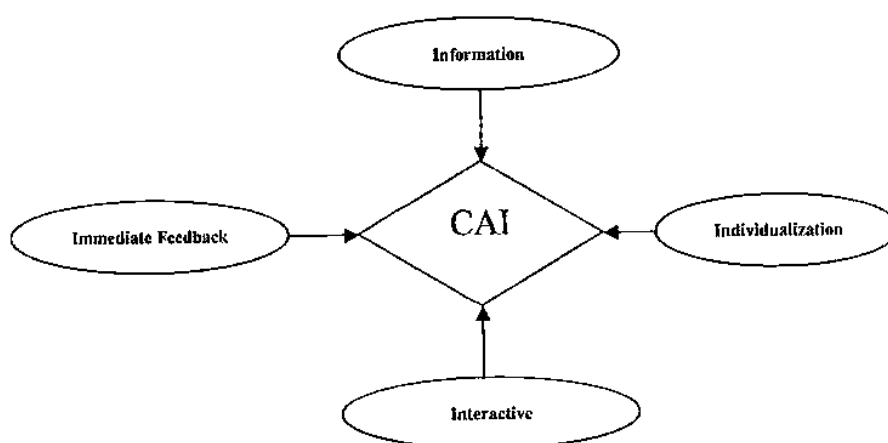 Information
CAI
Immediate Feedback
Individualization
Interactive